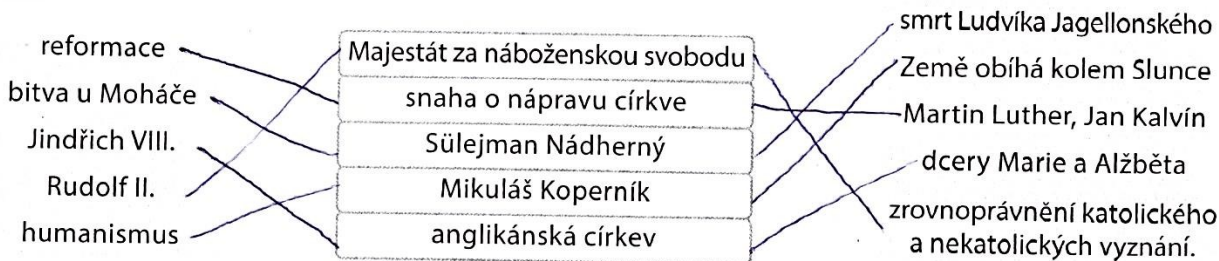 reformace
bitva u Moháče
Jindřich VIII.
Rudolf II.
humanismus
Majestát za náboženskou svobodu
snaha o nápravu církve
Sülejman Nádherný
Mikuláš Koperník
anglikánská církev
smrt Ludvíka Jagellonského
Země obíhá kolem Slunce
Martin Luther, Jan Kalvín
dcery Marie a Alžběta
zrovnoprávnění katolického
a nekatolických vyznání.